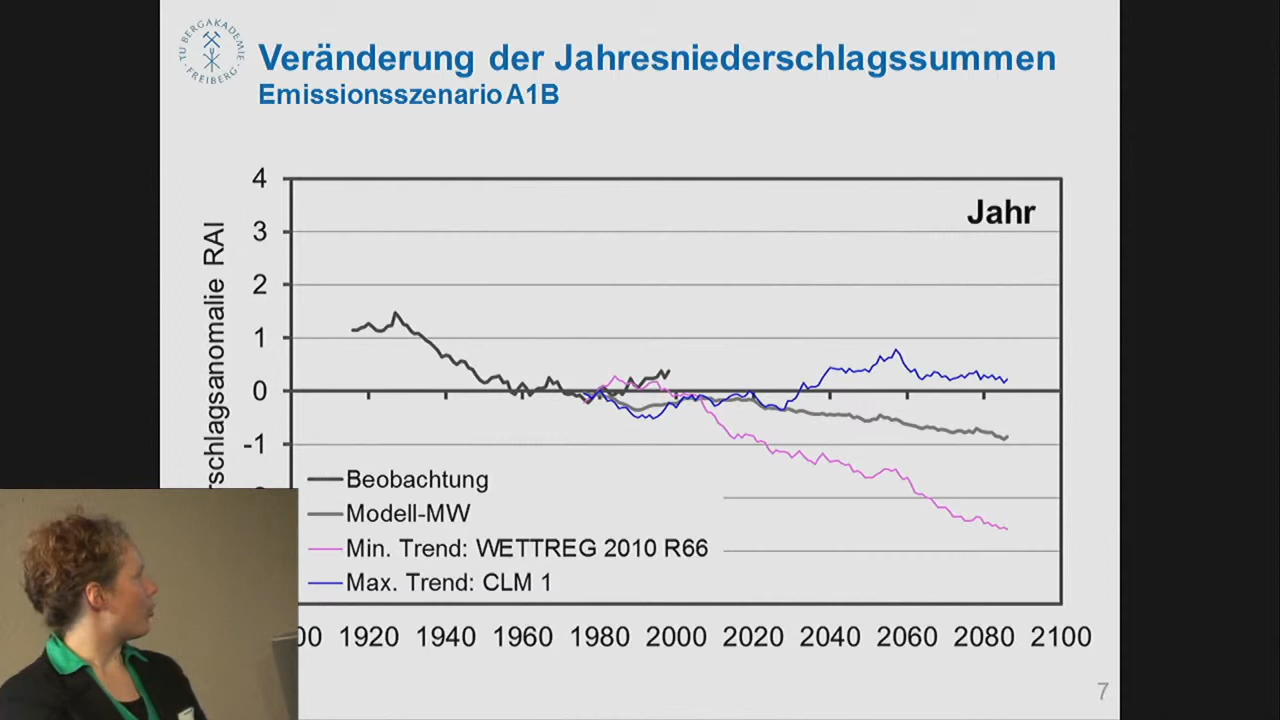 TU BERGAKADEMIE
FREIBERG
Veränderung der Jahresniederschlagssummen
Emissionsszenario A1B
4
3
2
1
0
-1
schlagsanomalie RAI
Jahr
Beobachtung
Modell-MW
Min. Trend: WETTREG 2010 R66
Max. Trend: CLM 1
00 1920 1940 1960 1980 2000 2020 2040 2060 2080 2100
7